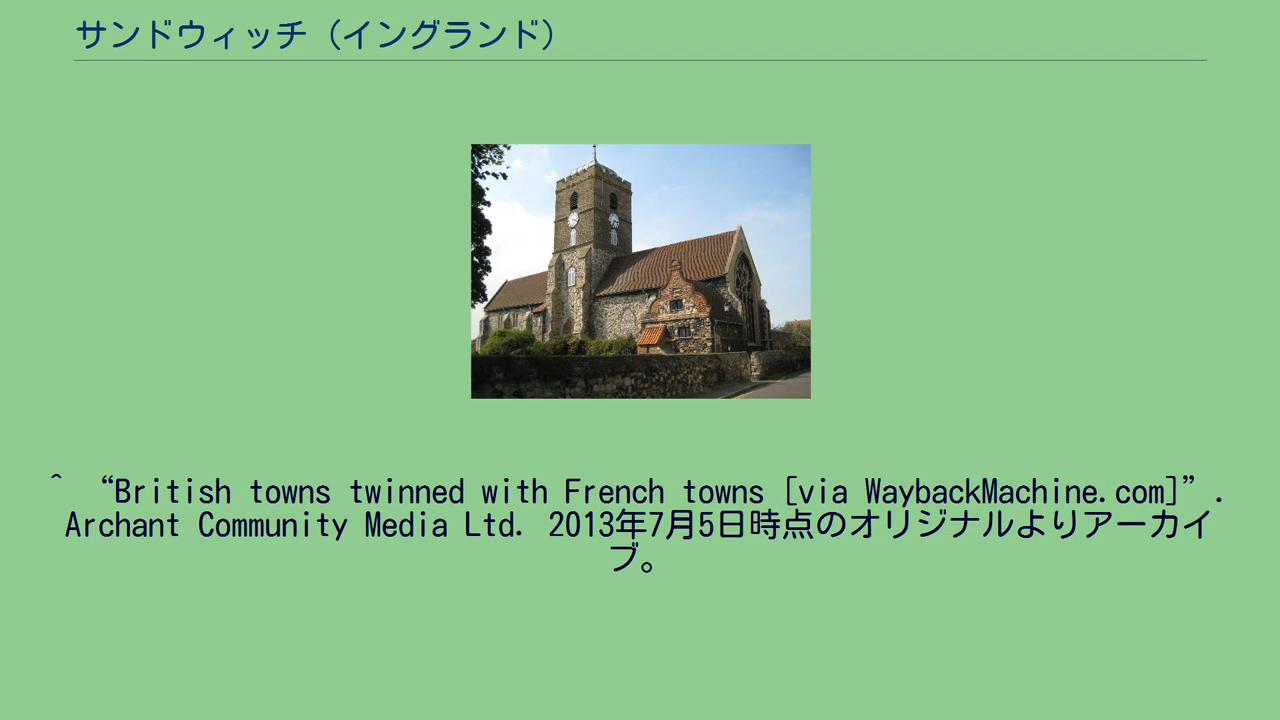 サンドウィッチ（イングランド）
^ “British towns twinned with French towns [via WaybackMachine.com]”.
Archant Community Media Ltd. 2013年7月5日時点のオリジナルよりアーカイ
ブ。